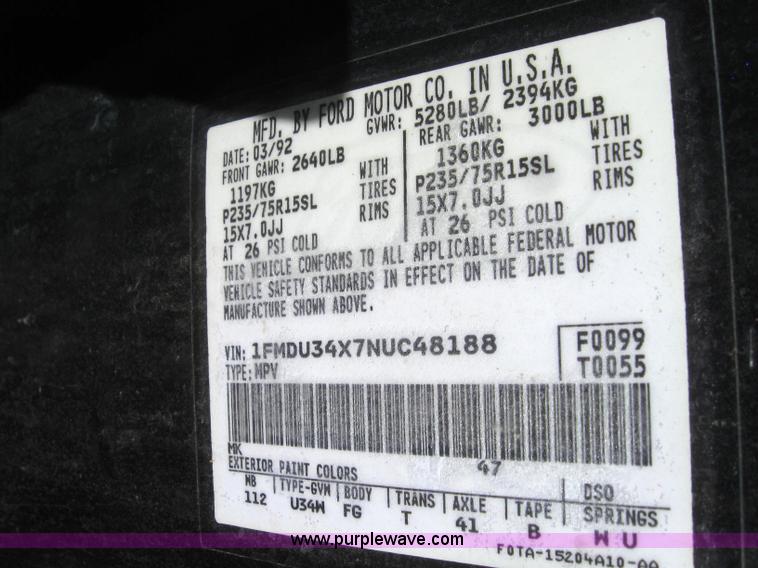 MFD. BY FORD MOTOR CO. IN U.S.A.
DATE: 03/92 GVWR: 5280LB/ 2394KG
FRONT GAWR: 2640LB REAR GAWR: 3000LB
1197KG WITH 1360KG WITH
P235/75R15SL TIRES P235/75R15SL TIRES
15X7.0JJ RIMS 15X7.0JJ RIMS
AT 26 PSI COLD AT 26 PSI COLD
THIS VEHICLE CONFORMS TO ALL APPLICABLE FEDERAL MOTOR
VEHICLE SAFETY STANDARDS IN EFFECT ON THE DATE OF
MANUFACTURE SHOWN ABOVE.
VIN: 1FMDU34X7NUC48188 F0099
TYPE: MPV T0055
MK 47
EXTERIOR PAINT COLORS DSO
WB TYPE-GVW BODY TRANS AXLE TAPE SPRINGS
112 U34W FG T 41 B W U
F0TA-15204A10-AA
www.purplewave.com